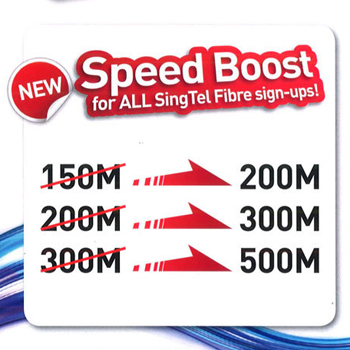 NEW
Speed Boost
for ALL SingTel Fibre sign-ups!
150M 200M
200M 300M
300M 500M